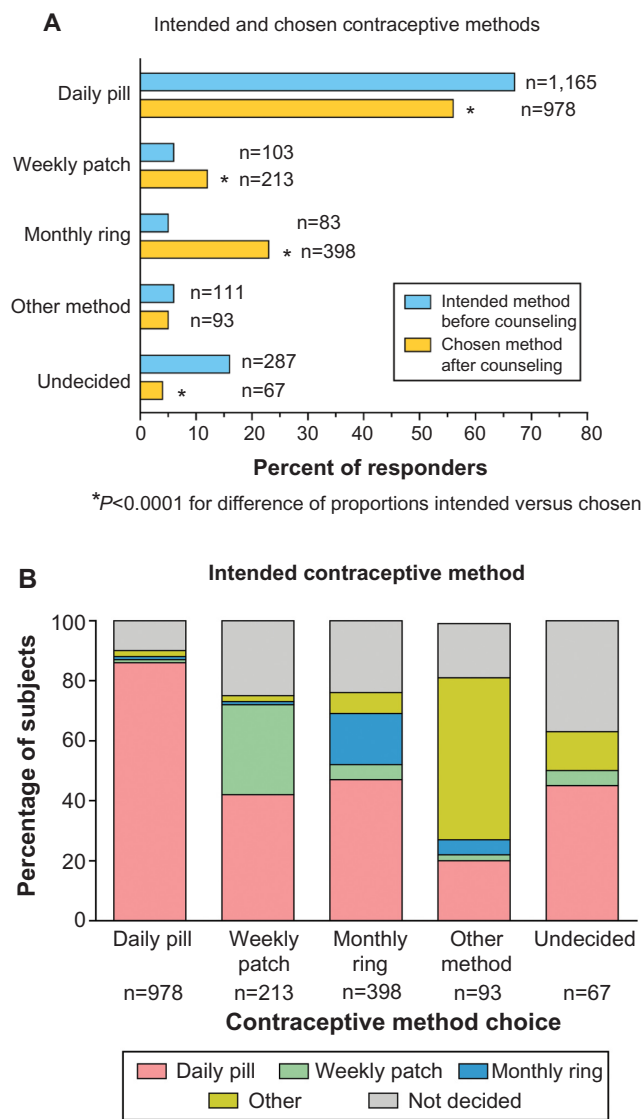 A
Intended and chosen contraceptive methods
Daily pill
n=1,165
* n=978
Weekly patch
n=103
* n=213
Monthly ring
n=83
* n=398
Other method
n=111
n=93
Undecided
n=287
* n=67
Intended method
before counseling
Chosen method
after counseling
0 10 20 30 40 50 60 70 80
Percent of responders
*P<0.0001 for difference of proportions intended versus chosen
B
Intended contraceptive method
Percentage of subjects
100
80
60
40
20
0
Daily pill Weekly patch Monthly ring Other method Undecided
n=978 n=213 n=398 n=93 n=67
Contraceptive method choice
Daily pill Weekly patch Monthly ring
Other Not decided